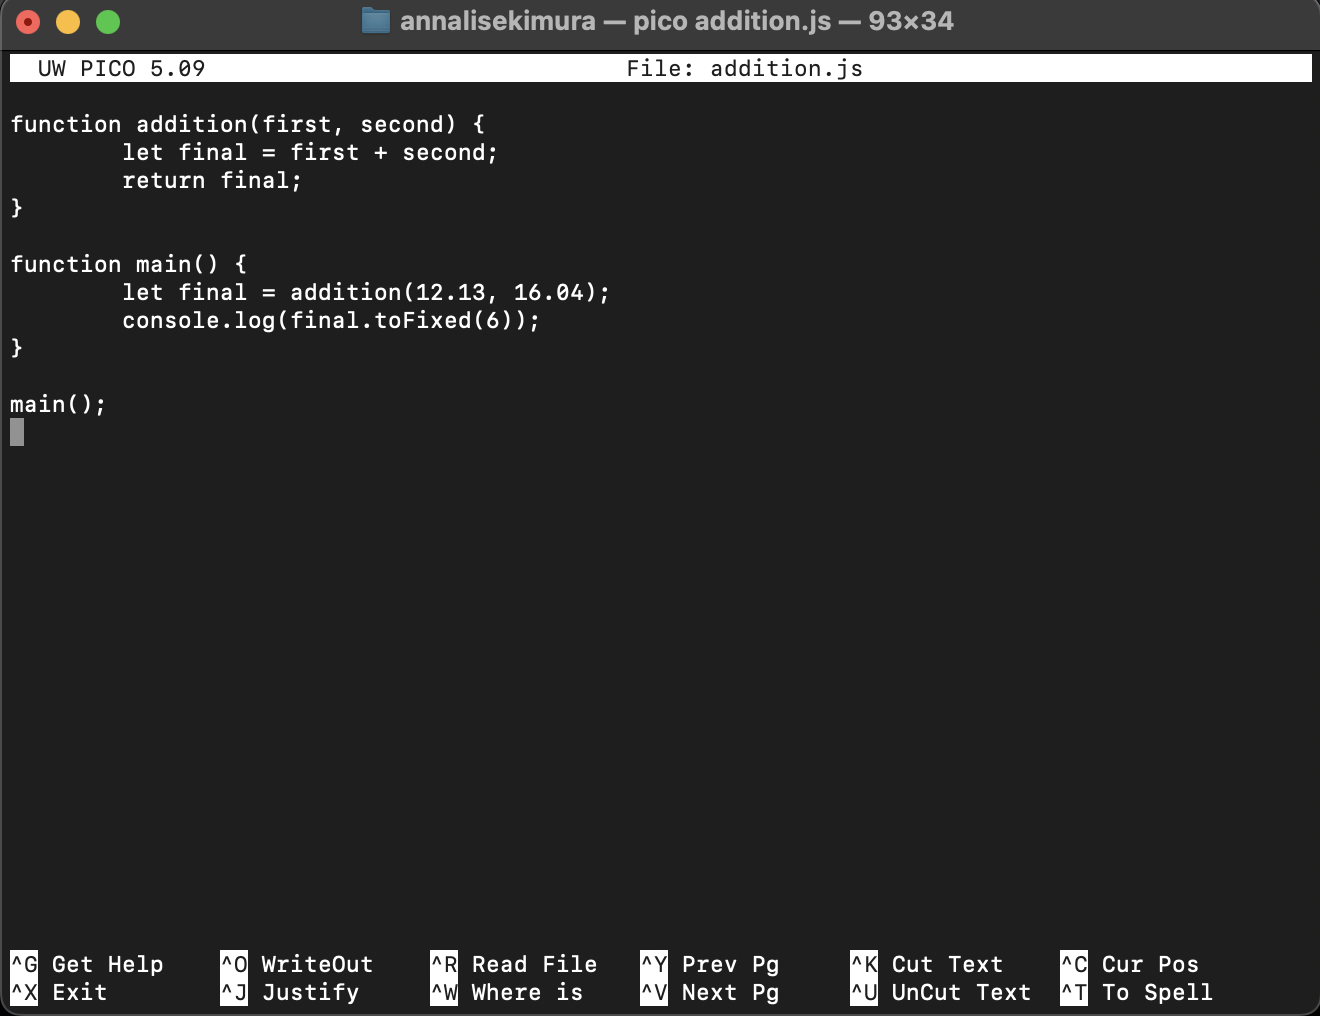 annalisekimura — pico addition.js — 93×34
UW PICO 5.09 File: addition.js
function addition(first, second) {
        let final = first + second;
        return final;
}
function main() {
        let final = addition(12.13, 16.04);
        console.log(final.toFixed(6));
}
main();
^G Get Help ^O WriteOut ^R Read File ^Y Prev Pg ^K Cut Text ^C Cur Pos
^X Exit ^J Justify ^W Where is ^V Next Pg ^U UnCut Text ^T To Spell